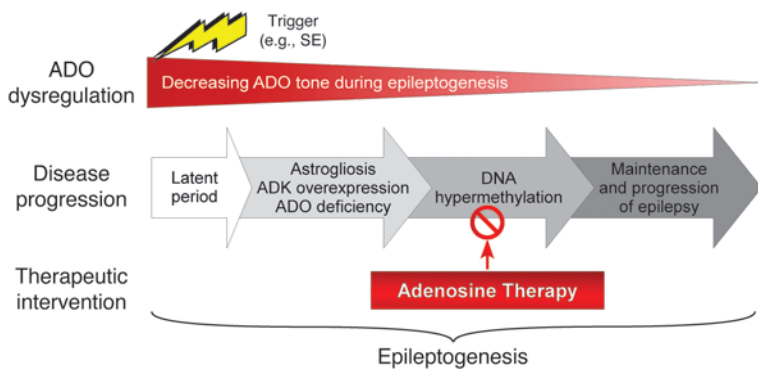 Trigger
(e.g., SE)
ADO
dysregulation
Decreasing ADO tone during epileptogenesis
Disease
progression
Latent
period
Astrogliosis
ADK overexpression
ADO deficiency
DNA
hypermethylation
Maintenance
and progression
of epilepsy
Therapeutic
intervention
Adenosine Therapy
Epileptogenesis